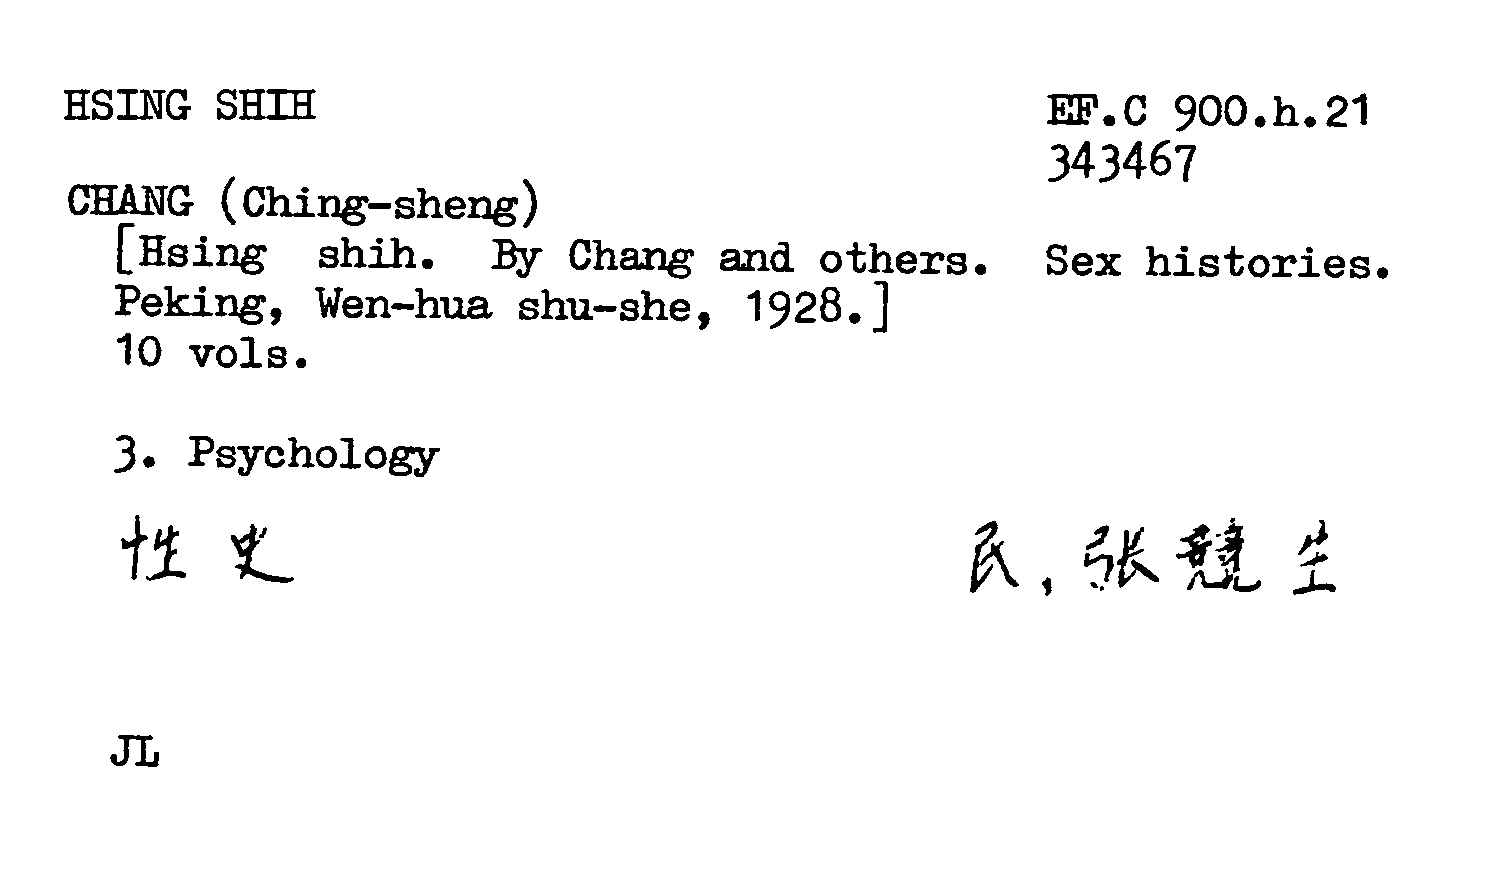 HSING SHIH
EF.C 900.h.21
343467
CHANG (Ching-sheng)
[Hsing shih. By Chang and others. Sex histories.
Peking, Wen-hua shu-she, 1928.]
10 vols.
3. Psychology
性史
民, 张競生
JL